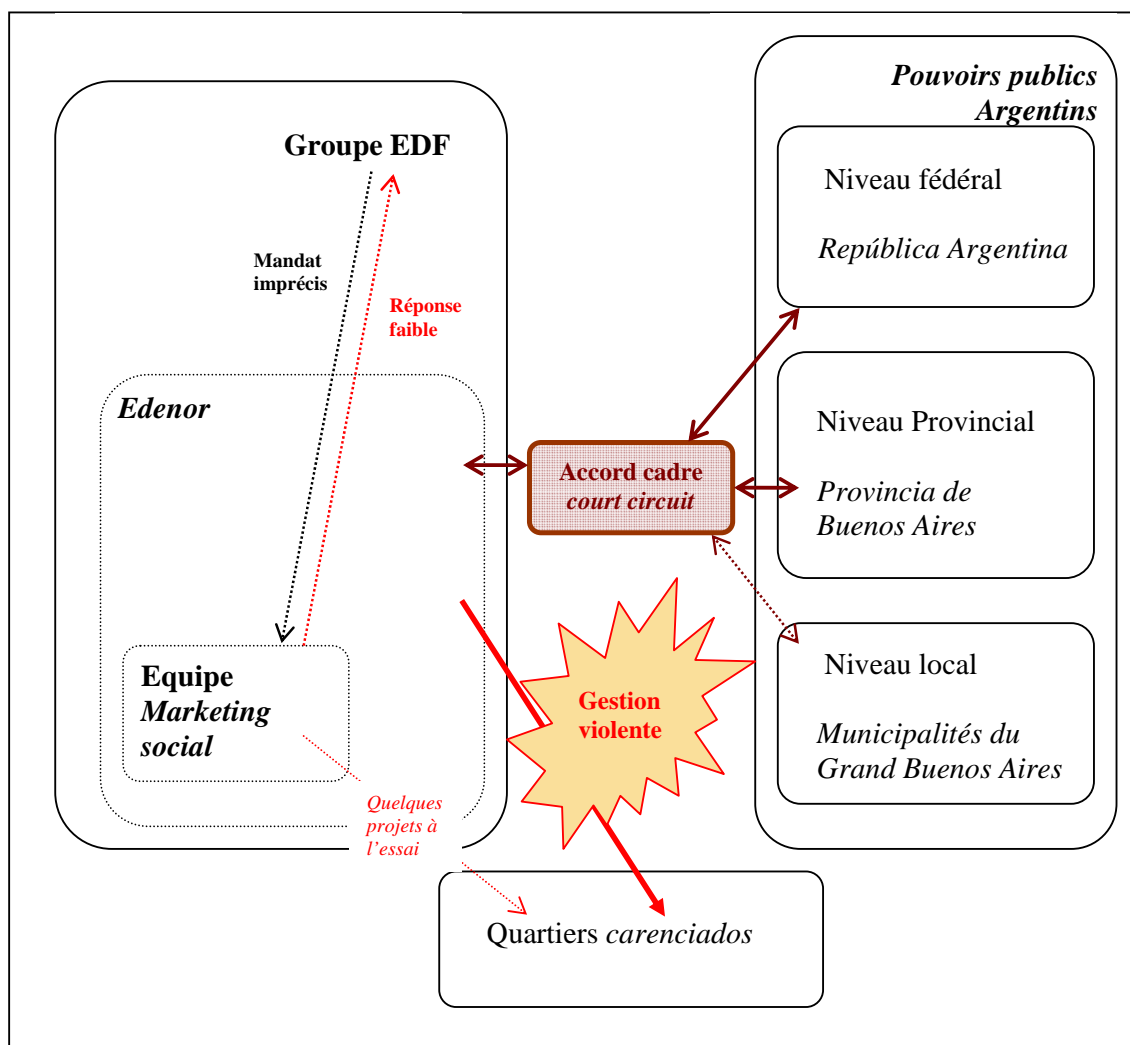 Pouvoirs publics
Argentins
Groupe EDF
Niveau fédéral
República Argentina
Mandat
imprécis
Réponse
faible
Edenor
Niveau Provincial
Accord cadre
court circuit
Provincia de
Buenos Aires
Equipe
Marketing
social
Gestion
violente
Niveau local
Municipalités du
Grand Buenos Aires
Quelques
projets à
l’essai
Quartiers carenciados